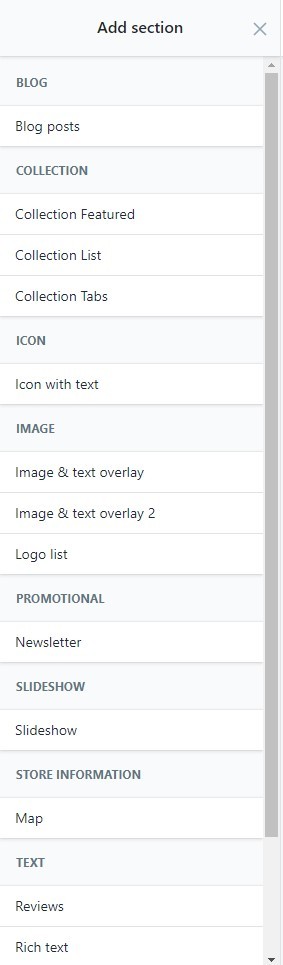 Add section
BLOG
Blog posts
COLLECTION
Collection Featured
Collection List
Collection Tabs
ICON
Icon with text
IMAGE
Image & text overlay
Image & text overlay 2
Logo list
PROMOTIONAL
Newsletter
SLIDESHOW
Slideshow
STORE INFORMATION
Map
TEXT
Reviews
Rich text